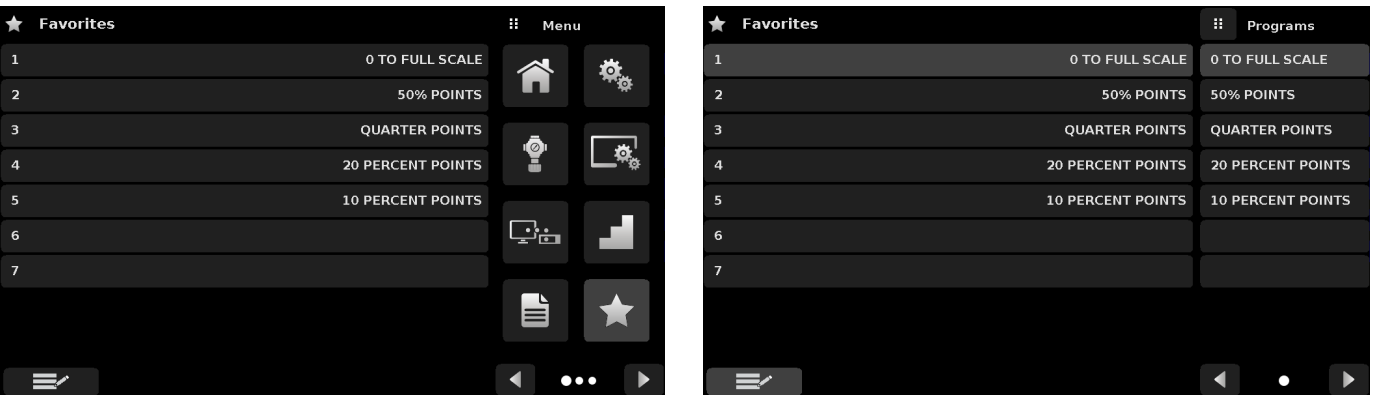 Favorites
Menu
1 0 TO FULL SCALE
2 50% POINTS
3 QUARTER POINTS
4 20 PERCENT POINTS
5 10 PERCENT POINTS
6
7
Favorites
Programs
1 0 TO FULL SCALE
2 50% POINTS
3 QUARTER POINTS
4 20 PERCENT POINTS
5 10 PERCENT POINTS
6
7
0 TO FULL SCALE
50% POINTS
QUARTER POINTS
20 PERCENT POINTS
10 PERCENT POINTS